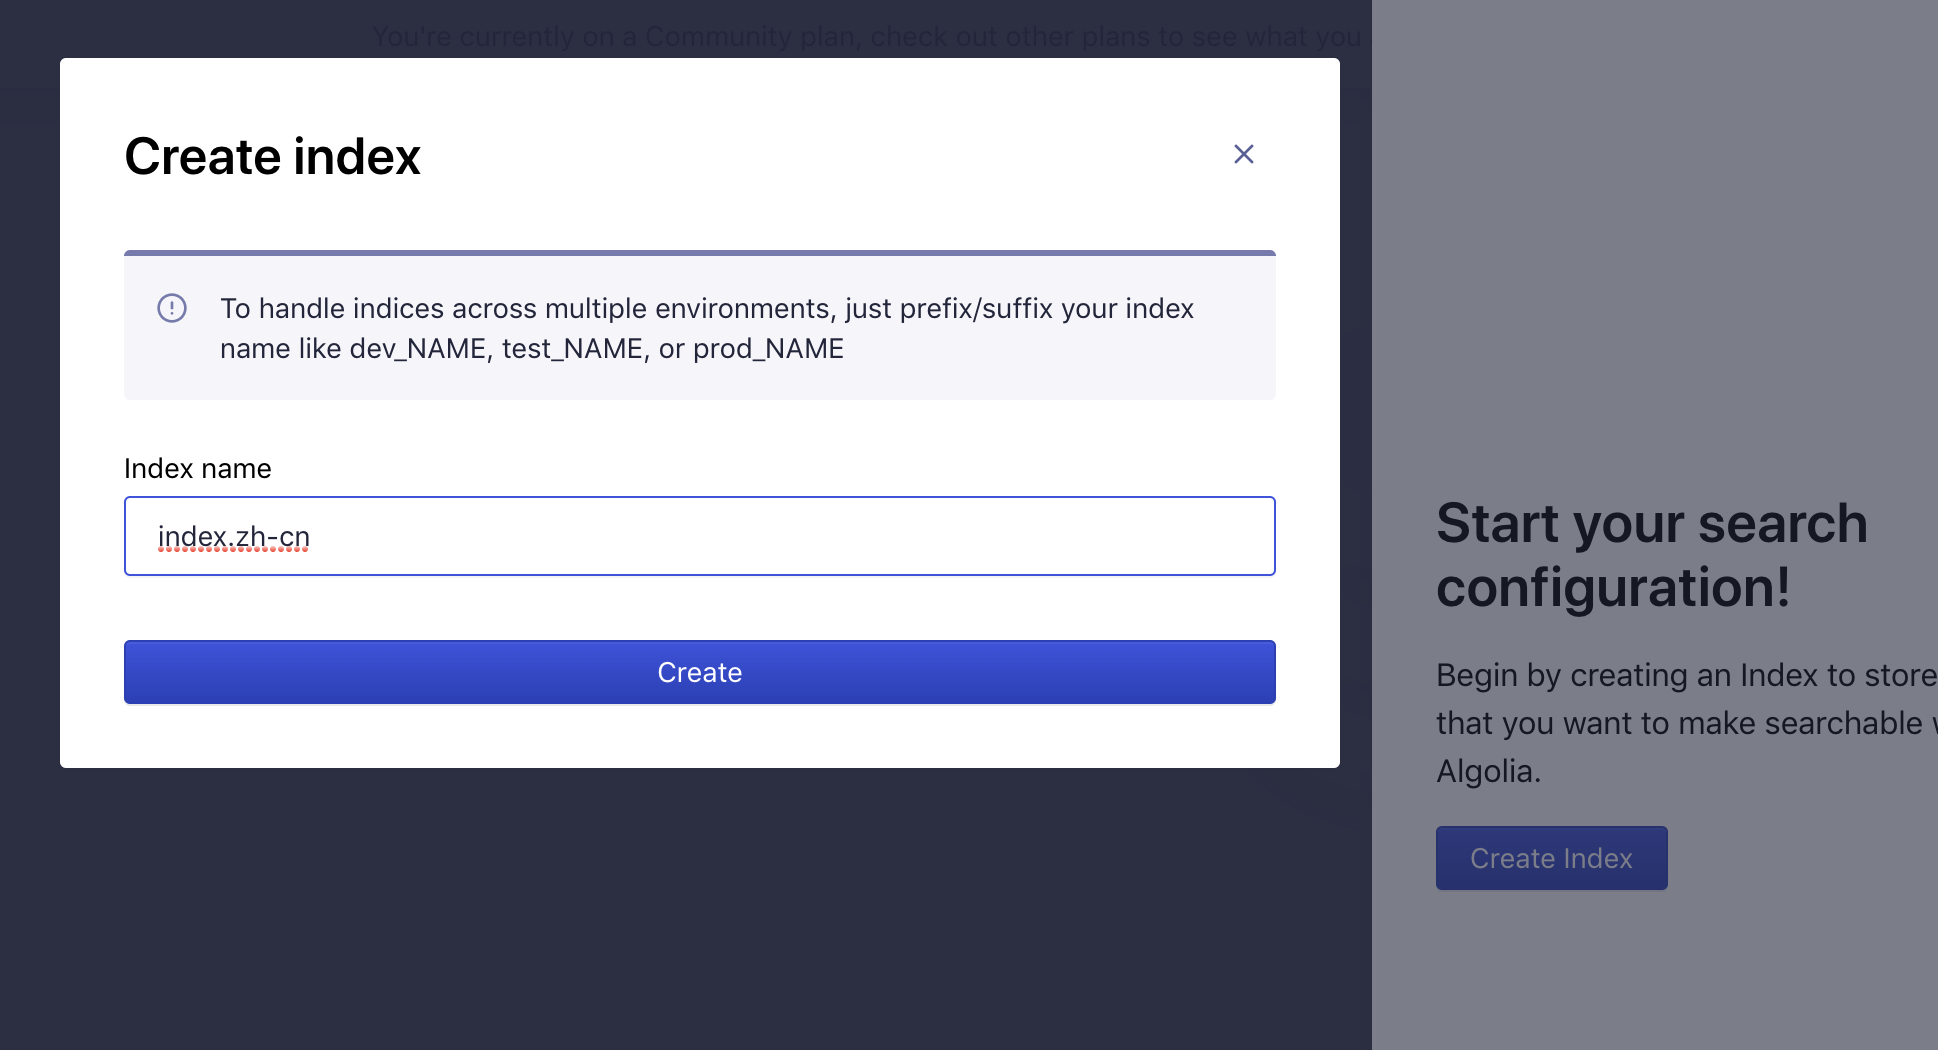 You're currently on a Community plan, check out other plans to see what you
Create index
To handle indices across multiple environments, just prefix/suffix your index
name like dev_NAME, test_NAME, or prod_NAME
Index name
index.zh-cn
Create
Start your search
configuration!
Begin by creating an Index to store
that you want to make searchable
Algolia.
Create Index